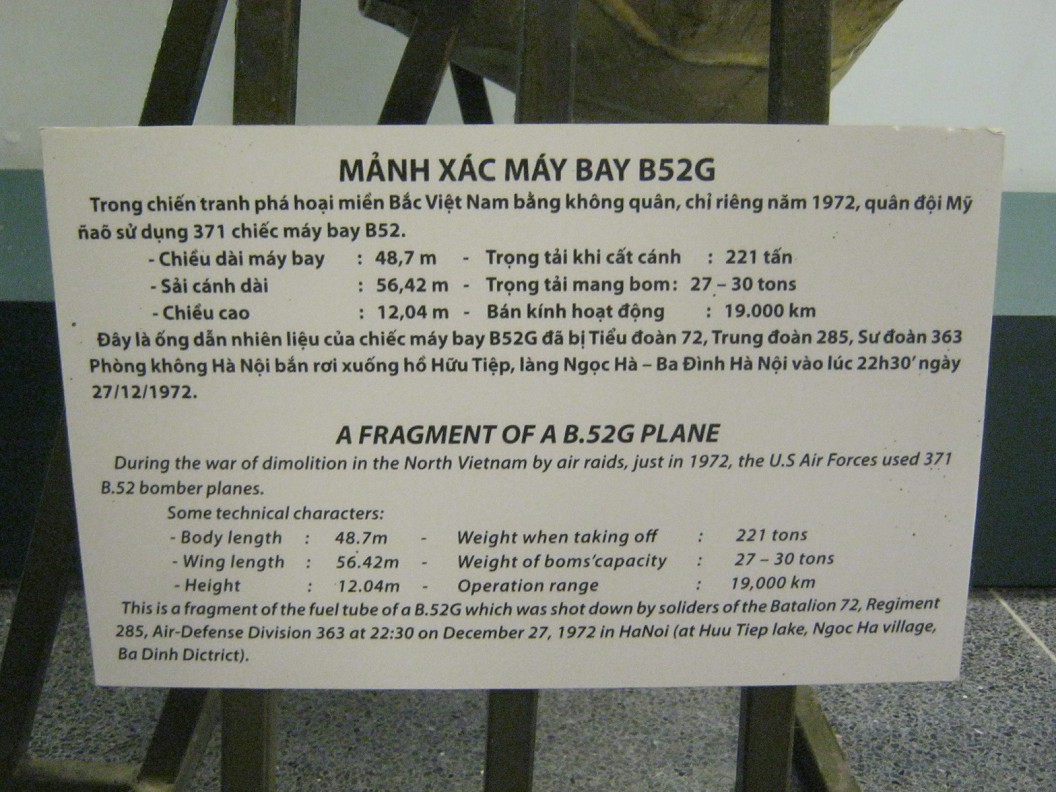 MẢNH XÁC MÁY BAY B52G
Trong chiến tranh phá hoại miền Bắc Việt Nam bằng không quân, chỉ riêng năm 1972, quân đội Mỹ
ñaõ sử dụng 371 chiếc máy bay B52.
- Chiều dài máy bay : 48,7 m - Trọng tải khi cất cánh : 221 tấn
- Sải cánh dài : 56,42 m - Trọng tải mang bom : 27 – 30 tons
- Chiều cao : 12,04 m - Bán kính hoạt động : 19.000 km
Đây là ống dẫn nhiên liệu của chiếc máy bay B52G đã bị Tiểu đoàn 72, Trung đoàn 285, Sư đoàn 363
Phòng không Hà Nội bắn rơi xuống hồ Hữu Tiệp, làng Ngọc Hà – Ba Đình Hà Nội vào lúc 22h30’ ngày
27/12/1972.
A FRAGMENT OF A B.52G PLANE
During the war of dimolition in the North Vietnam by air raids, just in 1972, the U.S Air Forces used 371
B.52 bomber planes.
Some technical characters:
- Body length : 48.7m - Weight when taking off : 221 tons
- Wing length : 56.42m - Weight of boms’capacity : 27 – 30 tons
- Height : 12.04m - Operation range : 19,000 km
This is a fragment of the fuel tube of a B.52G which was shot down by soliders of the Batalion 72, Regiment
285, Air-Defense Division 363 at 22:30 on December 27, 1972 in HaNoi (at Huu Tiep lake, Ngoc Ha village,
Ba Dinh Dictrict).